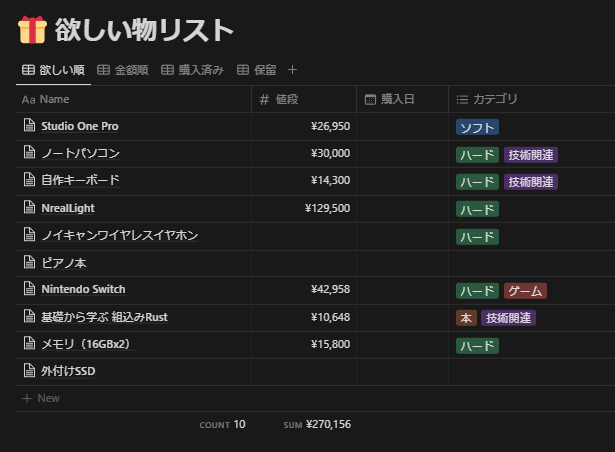 欲しい物リスト
欲しい順 金額順 購入済み 保留
Aa Name # 値段 購入日 カテゴリ
Studio One Pro ¥26,950 ソフト
ノートパソコン ¥30,000 ハード 技術関連
自作キーボード ¥14,300 ハード 技術関連
NrealLight ¥129,500 ハード
ノイキャンワイヤレスイヤホン ハード
ピアノ本
Nintendo Switch ¥42,958 ハード ゲーム
基礎から学ぶ 組込みRust ¥10,648 本 技術関連
メモリ（16GBx2） ¥15,800 ハード
外付けSSD
+ New
COUNT 10 SUM ¥270,156